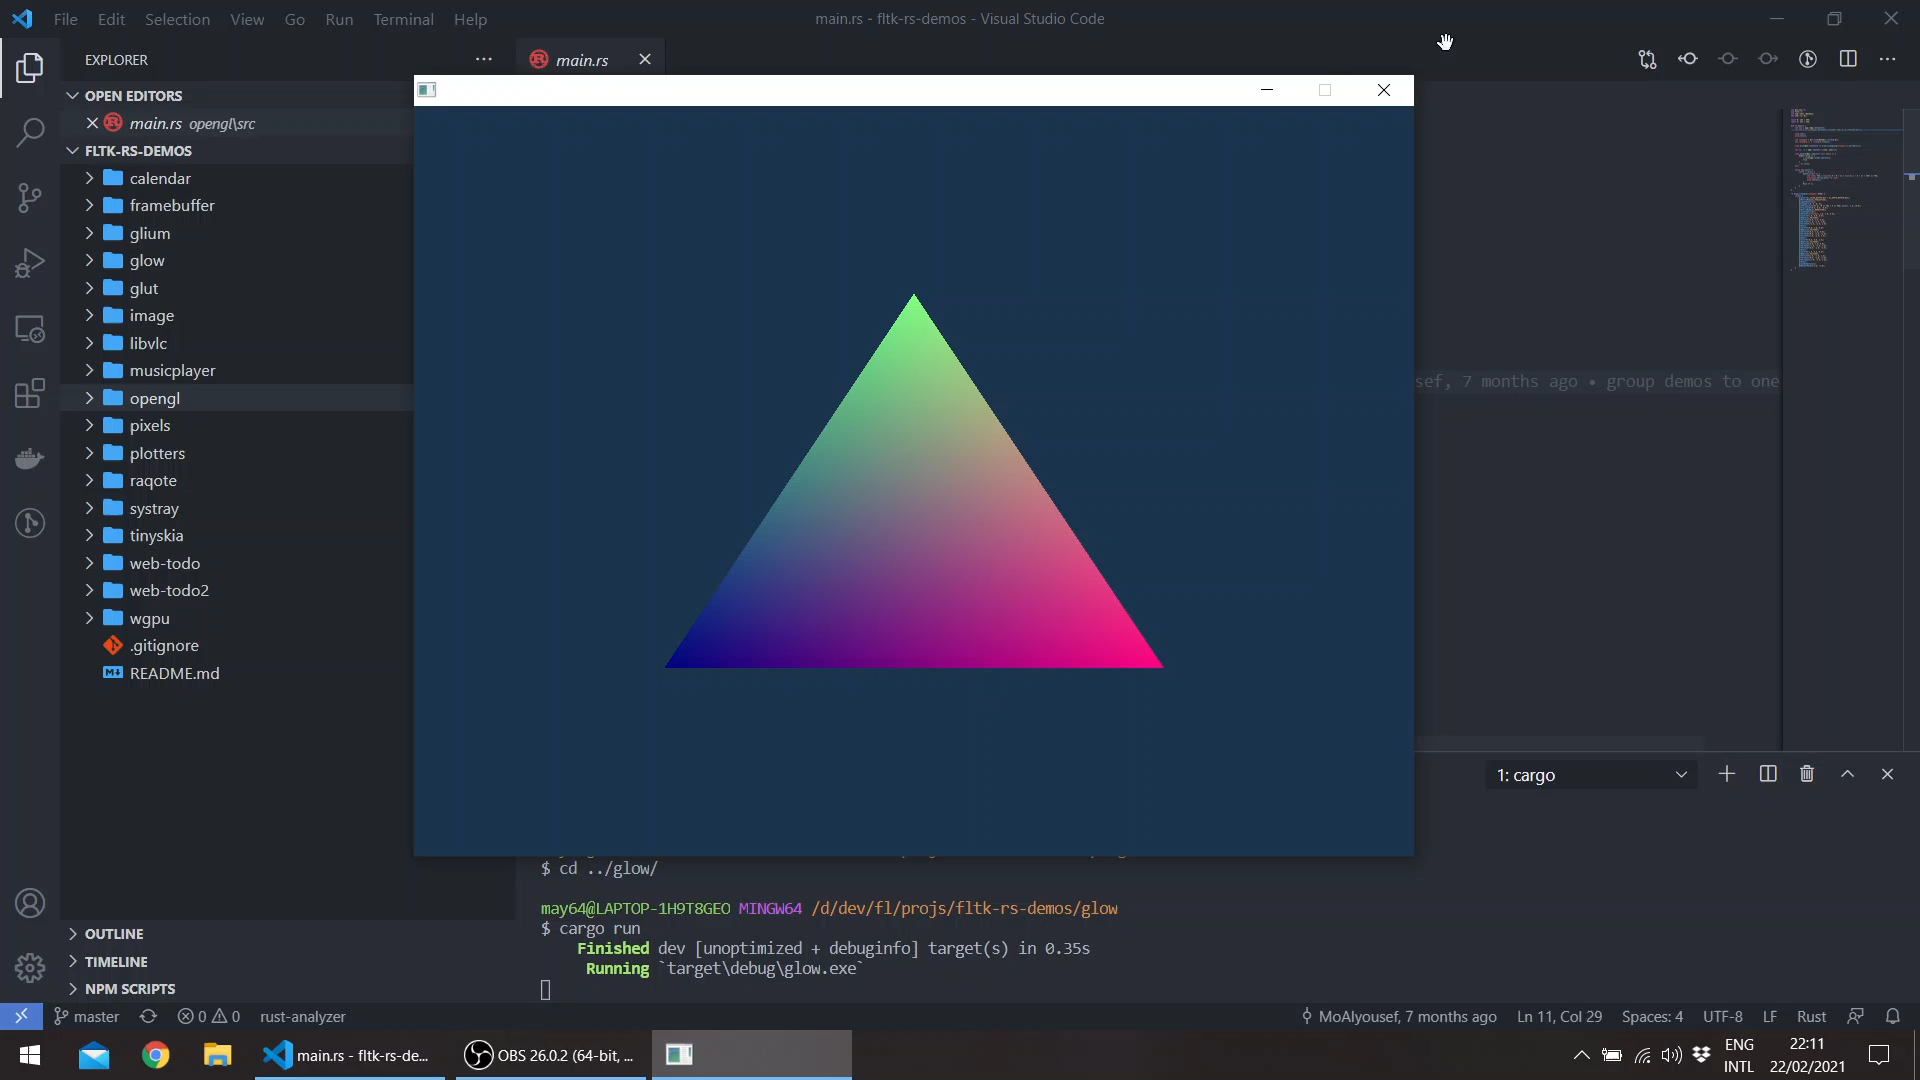 File Edit Selection View Go Run Terminal Help
main.rs - fltk-rs-demos - Visual Studio Code
EXPLORER
main.rs
OPEN EDITORS
main.rs opengl\src
FLTK-RS-DEMOS
calendar
framebuffer
glium
glow
glut
image
libvlc
musicplayer
opengl
pixels
plotters
raqote
systray
tinyskia
web-todo
web-todo2
wgpu
.gitignore
README.md
OUTLINE
TIMELINE
NPM SCRIPTS
sef, 7 months ago • group demos to one
1: cargo
$ cd ../glow/
may64@LAPTOP-1H9T8GEO MINGW64 /d/dev/fl/projs/fltk-rs-demos/glow
$ cargo run
Finished dev [unoptimized + debuginfo] target(s) in 0.35s
Running `target\debug\glow.exe`
master 0 0 rust-analyzer
MoAlyousef, 7 months ago Ln 11, Col 29 Spaces: 4 UTF-8 LF Rust
main.rs - fltk-rs-de...
OBS 26.0.2 (64-bit, ...
ENG
INTL
22:11
22/02/2021